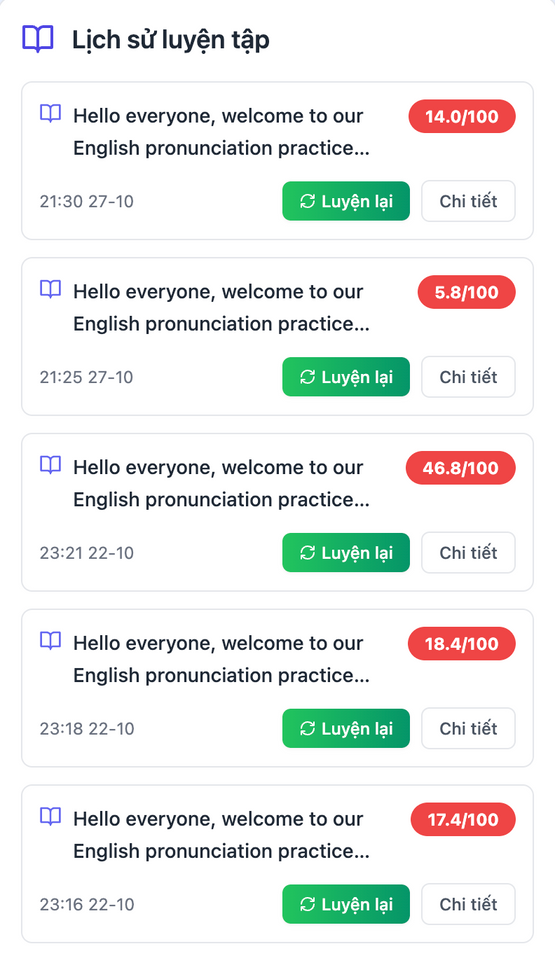 Lịch sử luyện tập
Hello everyone, welcome to our
English pronunciation practice...
14.0/100
21:30 27-10
Luyện lại
Chi tiết
Hello everyone, welcome to our
English pronunciation practice...
5.8/100
21:25 27-10
Luyện lại
Chi tiết
Hello everyone, welcome to our
English pronunciation practice...
46.8/100
23:21 22-10
Luyện lại
Chi tiết
Hello everyone, welcome to our
English pronunciation practice...
18.4/100
23:18 22-10
Luyện lại
Chi tiết
Hello everyone, welcome to our
English pronunciation practice...
17.4/100
23:16 22-10
Luyện lại
Chi tiết